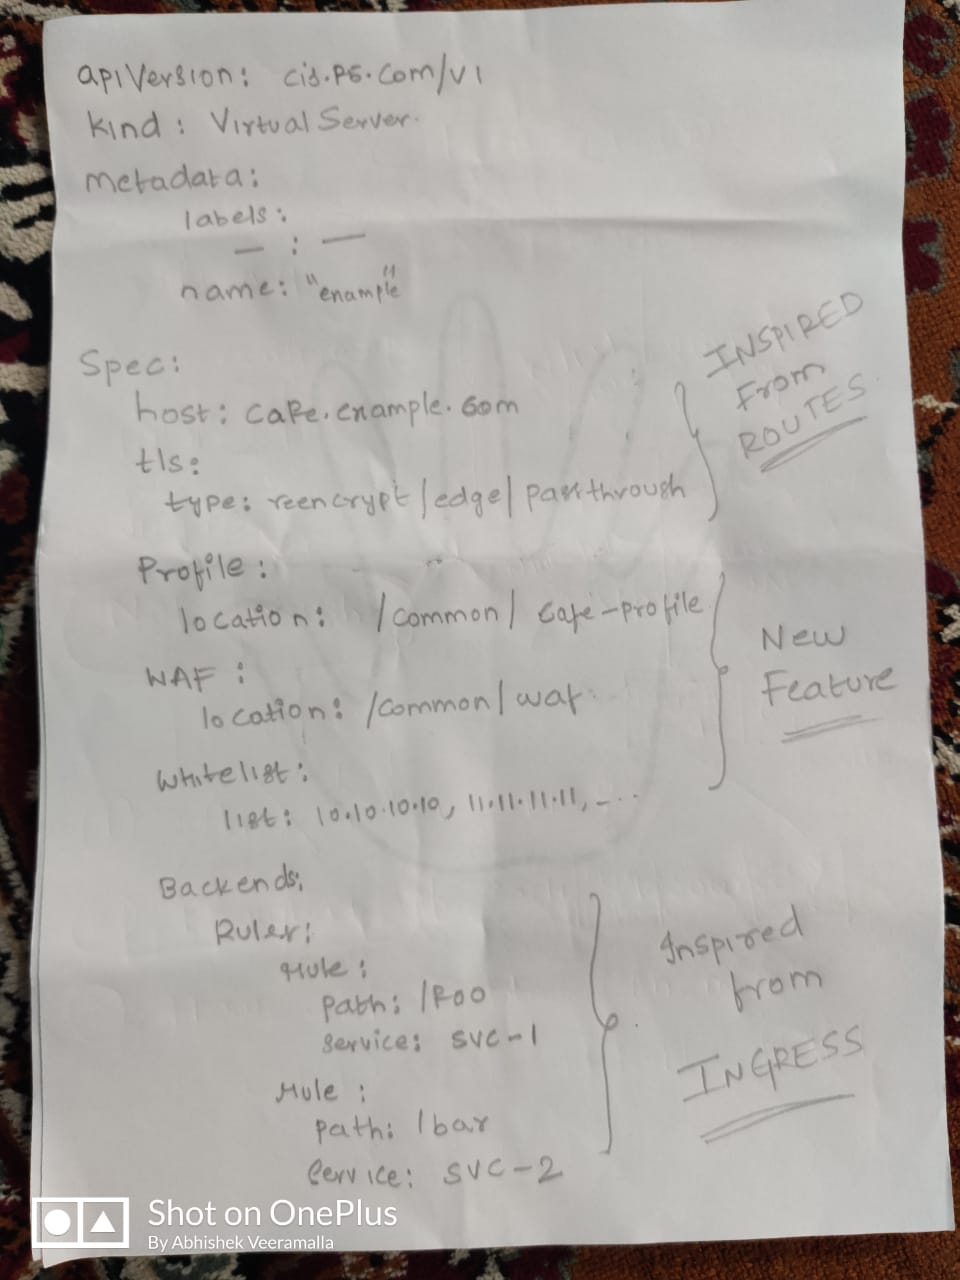 apiVersion: cis.F5.Com/v1
kind: Virtual Server.
metadata:
labels:
— : —
name: "example"
Spec:
host: cafe.example.com
tls:
type: reencrypt/edge/passthrough
INSPIRED
From
ROUTES
Profile:
location: /common/cafe-profile
WAF:
location: /common/waf
Whitelist:
list: 10.10.10.10, 11.11.11.11, - - -
New
Feature
Backends:
Rules:
rule:
path: /foo
service: svc-1
rule:
path: /bar
service: svc-2
Inspired
from
INGRESS
Shot on OnePlus
By Abhishek Veeramalla